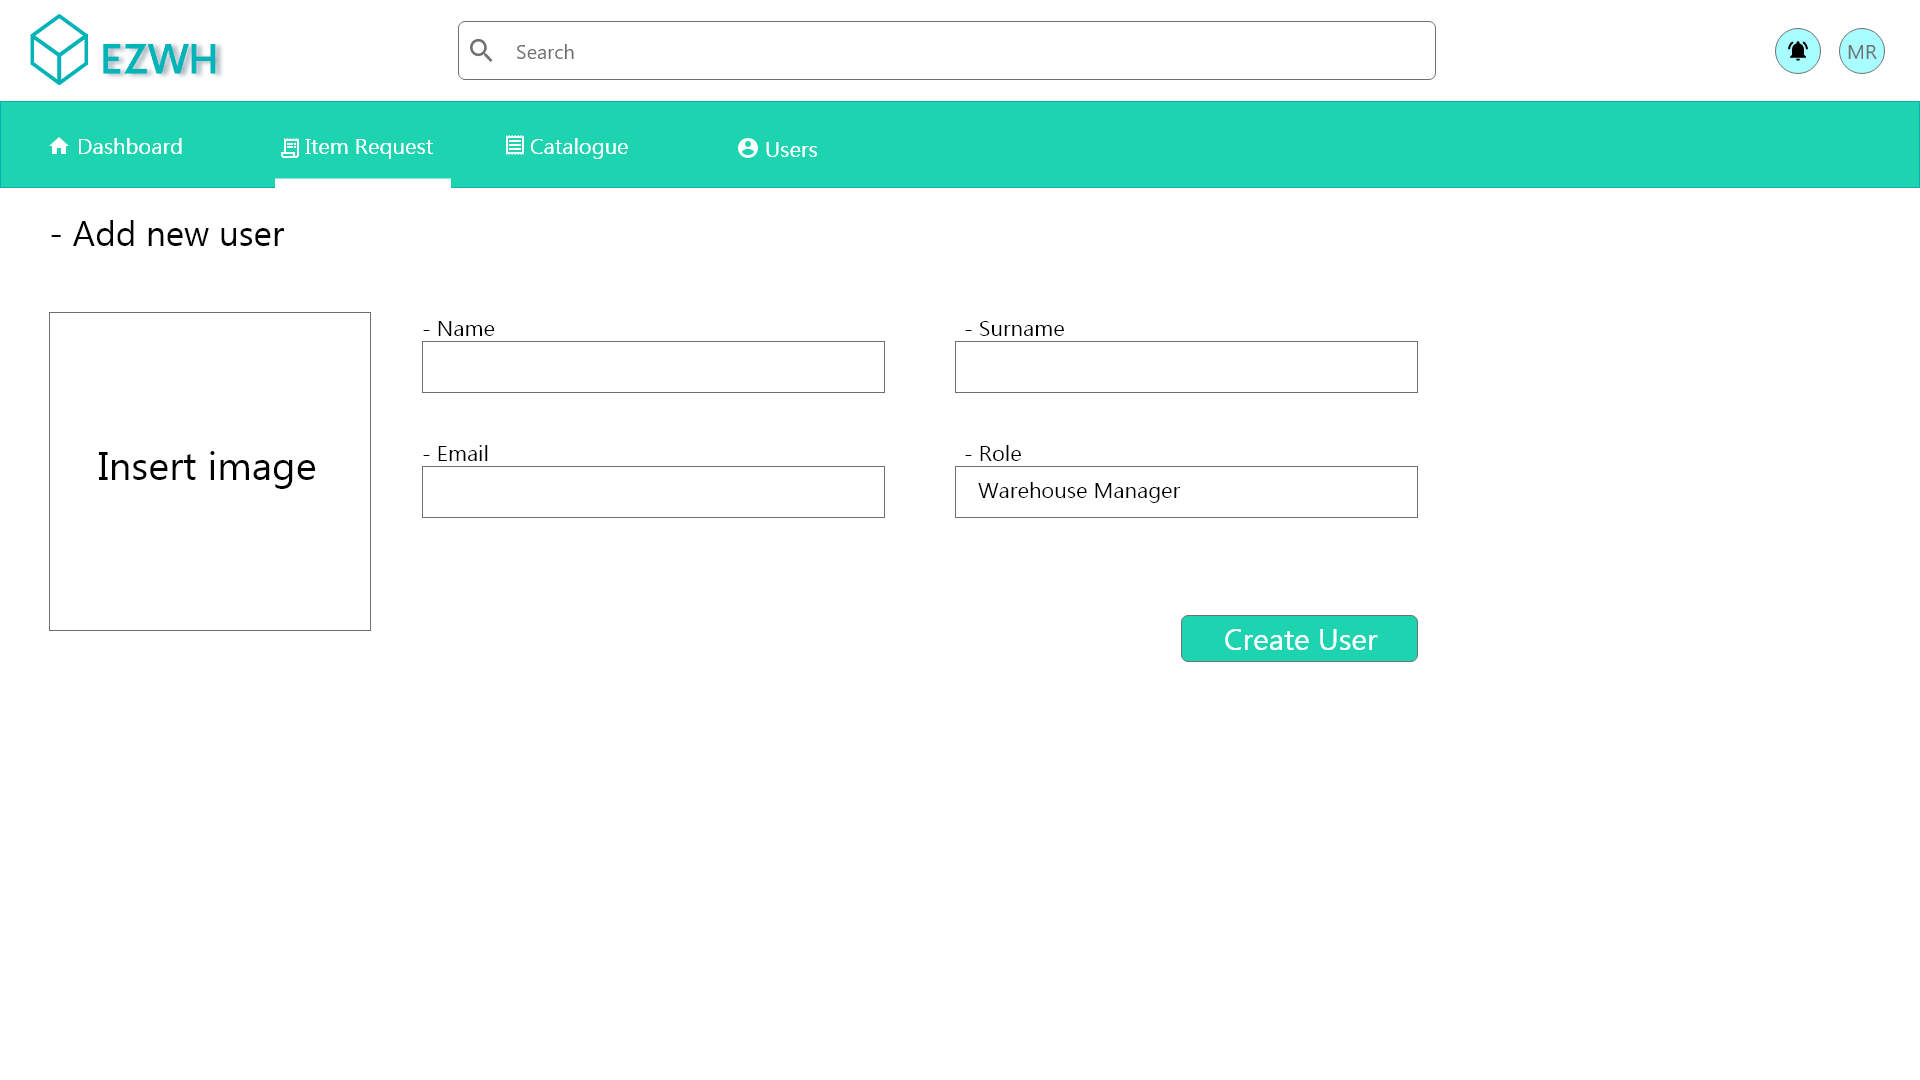 EZWH
Search
MR
Dashboard
Item Request
Catalogue
Users
- Add new user
Insert image
- Name
- Surname
- Email
- Role
Warehouse Manager
Create User